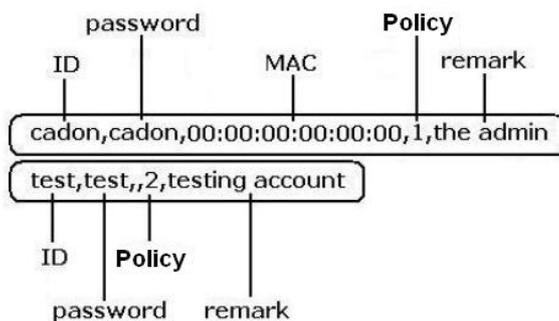 password Policy
ID MAC remark
cadon,cadon,00:00:00:00:00:00,1,the admin
test,test,,2,testing account
ID Policy
password remark